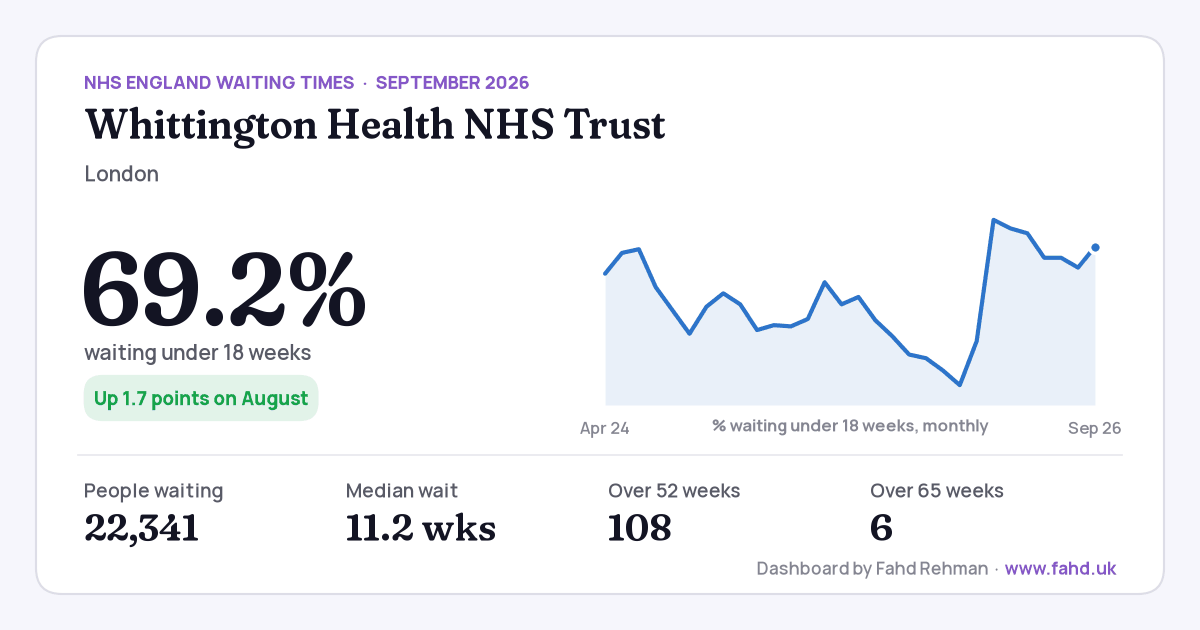 NHS ENGLAND WAITING TIMES · SEPTEMBER 2026
Whittington Health NHS Trust
London
69.2%
waiting under 18 weeks
Up 1.7 points on August
Apr 24
% waiting under 18 weeks, monthly
Sep 26
People waiting
22,341
Median wait
11.2 wks
Over 52 weeks
108
Over 65 weeks
6
Dashboard by Fahd Rehman · www.fahd.uk